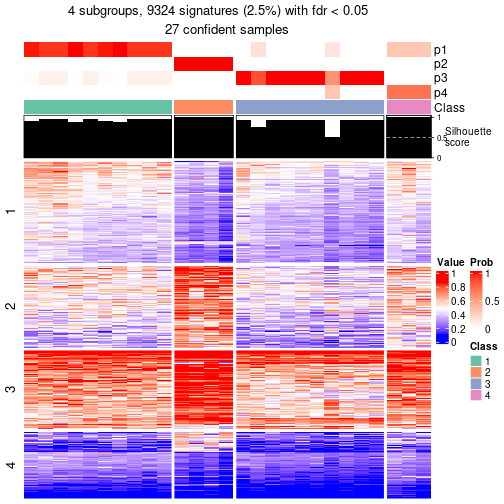 4 subgroups, 9324 signatures (2.5%) with fdr < 0.05
27 confident samples
p1
p2
p3
p4
Class
1
0.5
0
Silhouette
score
1
2
3
4
Value
1
0.8
0.6
0.4
0.2
0
Prob
1
0.5
0
Class
1
2
3
4